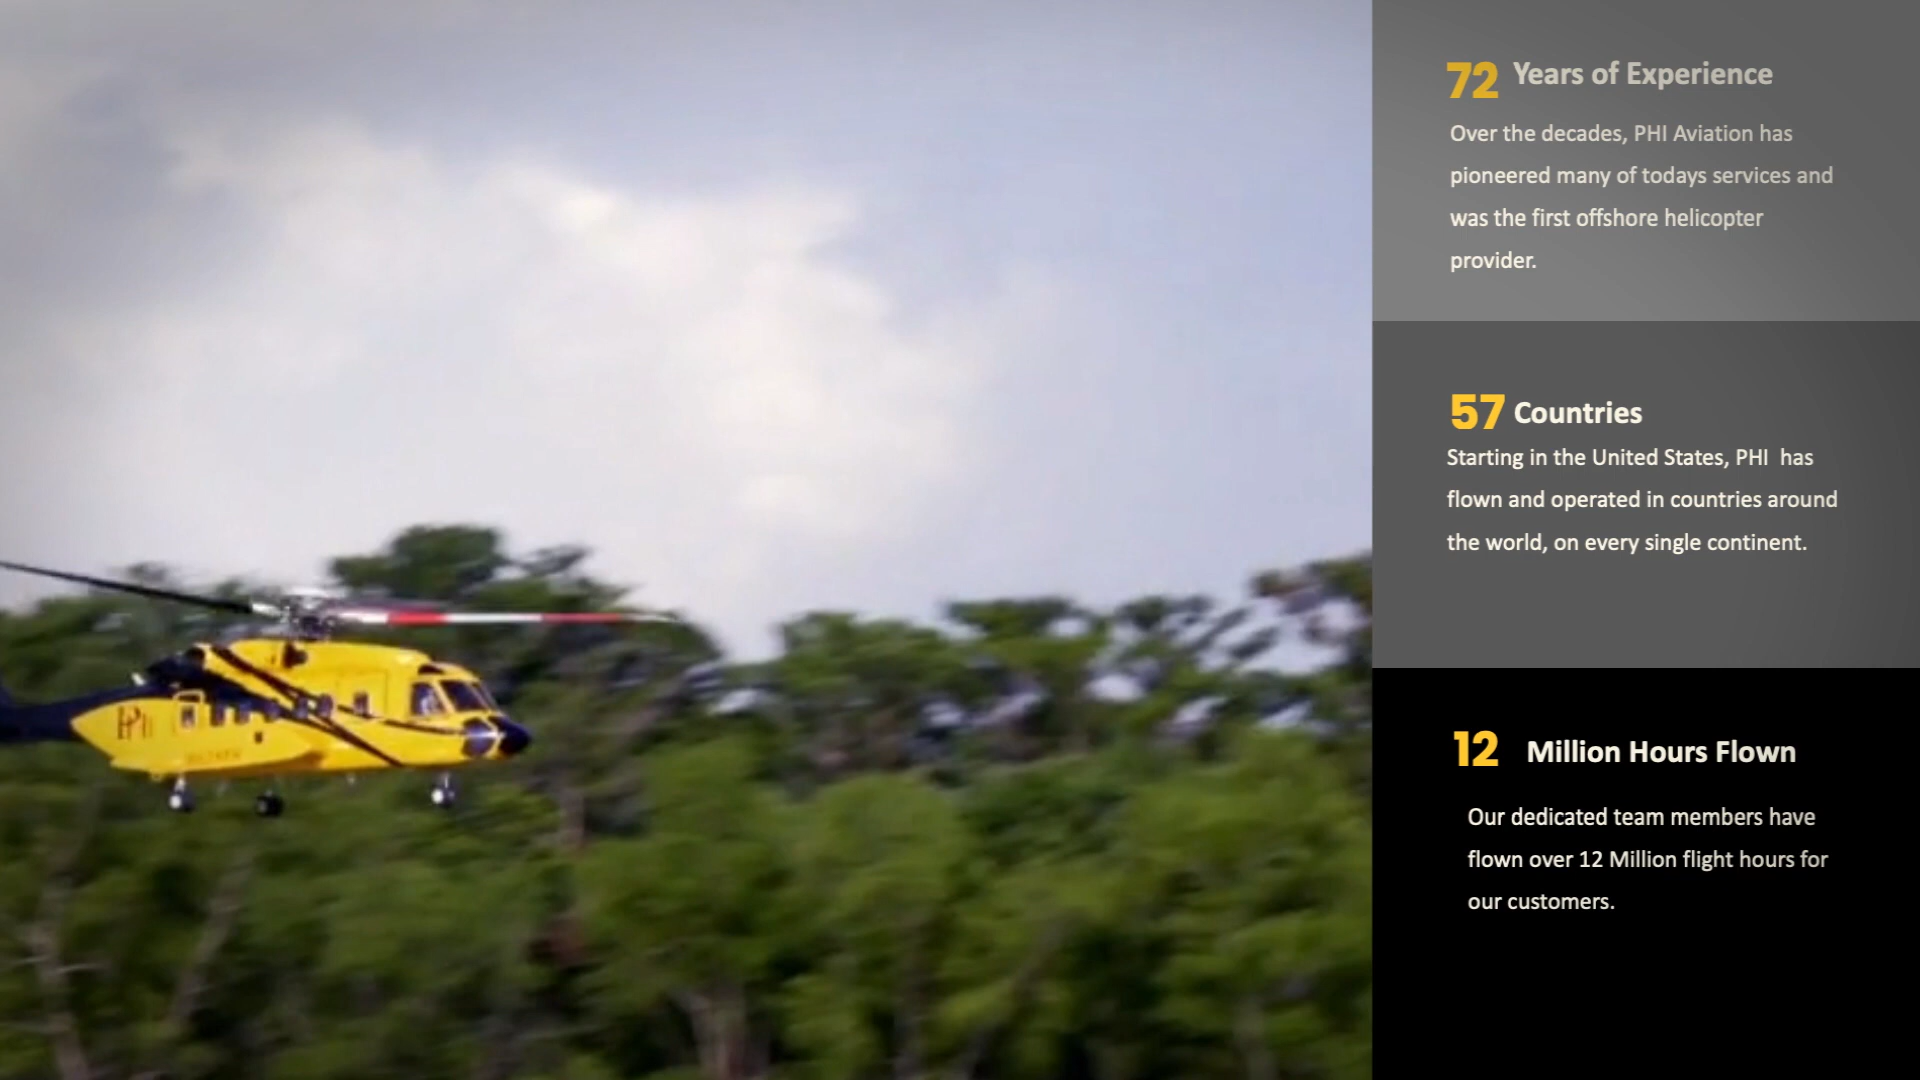 72 Years of Experience
Over the decades, PHI Aviation has
pioneered many of todays services and
was the first offshore helicopter
provider.
57 Countries
Starting in the United States, PHI  has
flown and operated in countries around
the world, on every single continent.
12 Million Hours Flown
Our dedicated team members have
flown over 12 Million flight hours for
our customers.
PHI